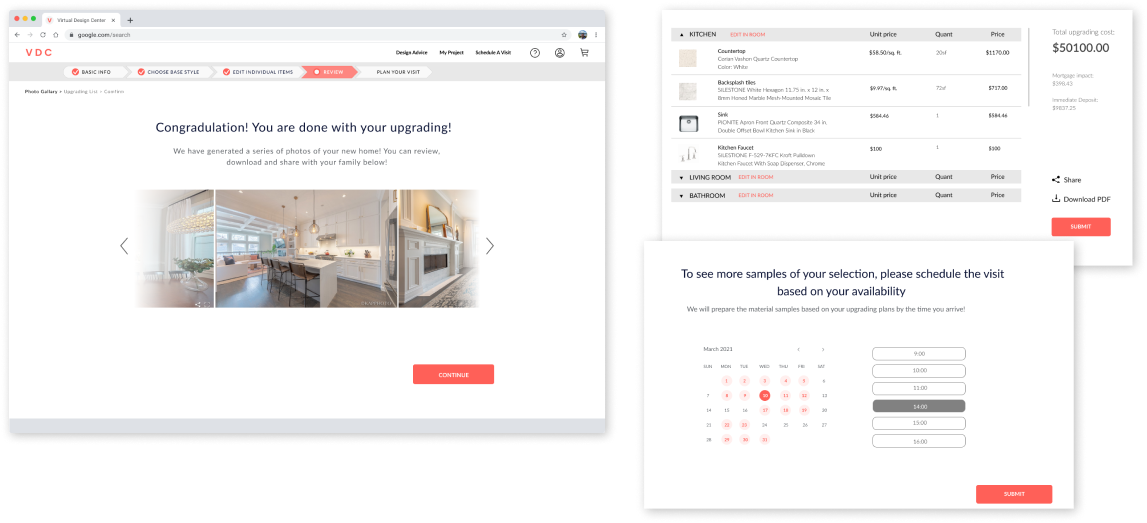 Virtual Design Center
google.com/search
VDC
Design Advice My Project Schedule A Visit
BASIC INFO CHOOSE BASE STYLE EDIT INDIVIDUAL ITEMS REVIEW PLAN YOUR VISIT
Photo Gallary > Upgrading List > Comfirm
Congradulation! You are done with your upgrading!
We have generated a series of photos of your new home! You can review,
download and share with your family below!
CONTINUE
KITCHEN EDIT IN ROOM Unit price Quant Price
Countertop
Corian Vashon Quartz Countertop
Color: White
$58.50/sq. ft. 20sf $1170.00
Backsplash tiles
SILESTONE White Hexagon 11.75 in. x 12 in. x
8mm Honed Marble Mesh-Mounted Mosaic Tile
$9.97/sq. ft. 72sf $717.00
Sink
PIONITE Apron Front Quartz Composite 34 in.
Double Offset Bowl Kitchen Sink in Black
$584.46 1 $584.46
Kitchen Faucet
SILESTIONE F-529-7KFC Kraft Pulldown
Kitchen Faucet With Soap Dispenser, Chrome
$100 1 $100
LIVING ROOM EDIT IN ROOM Unit price Quant Price
BATHROOM EDIT IN ROOM Unit price Quant Price
Total upgrading cost:
$50100.00
Mortgage impact:
$398.43
Immediate Deposit:
$9857.25
Share
Download PDF
SUBMIT
To see more samples of your selection, please schedule the visit
based on your availability
We will prepare the material samples based on your upgrading plans by the time you arrive!
March 2021
SUN MON TUE WED THU FRI SAT
1 2 3 4 5 6
7 8 9 10 11 12 13
14 15 16 17 18 19 20
21 22 23 24 25 26 27
28 29 30 31
9:00
10:00
11:00
14:00
15:00
16:00
SUBMIT